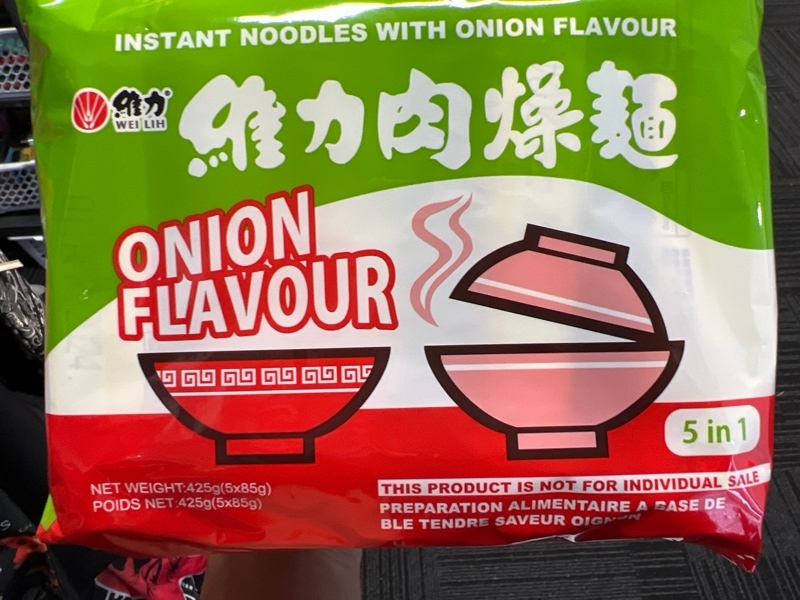 INSTANT NOODLES WITH ONION FLAVOUR
維力®
WEI LIH
維力肉燥麵
ONION
FLAVOUR
5 in 1
NET WEIGHT:425g(5x85g)
POIDS NET:425g(5x85g)
THIS PRODUCT IS NOT FOR INDIVIDUAL SALE
PREPARATION ALIMENTAIRE A BASE DE
BLE TENDRE SAVEUR OIGNON